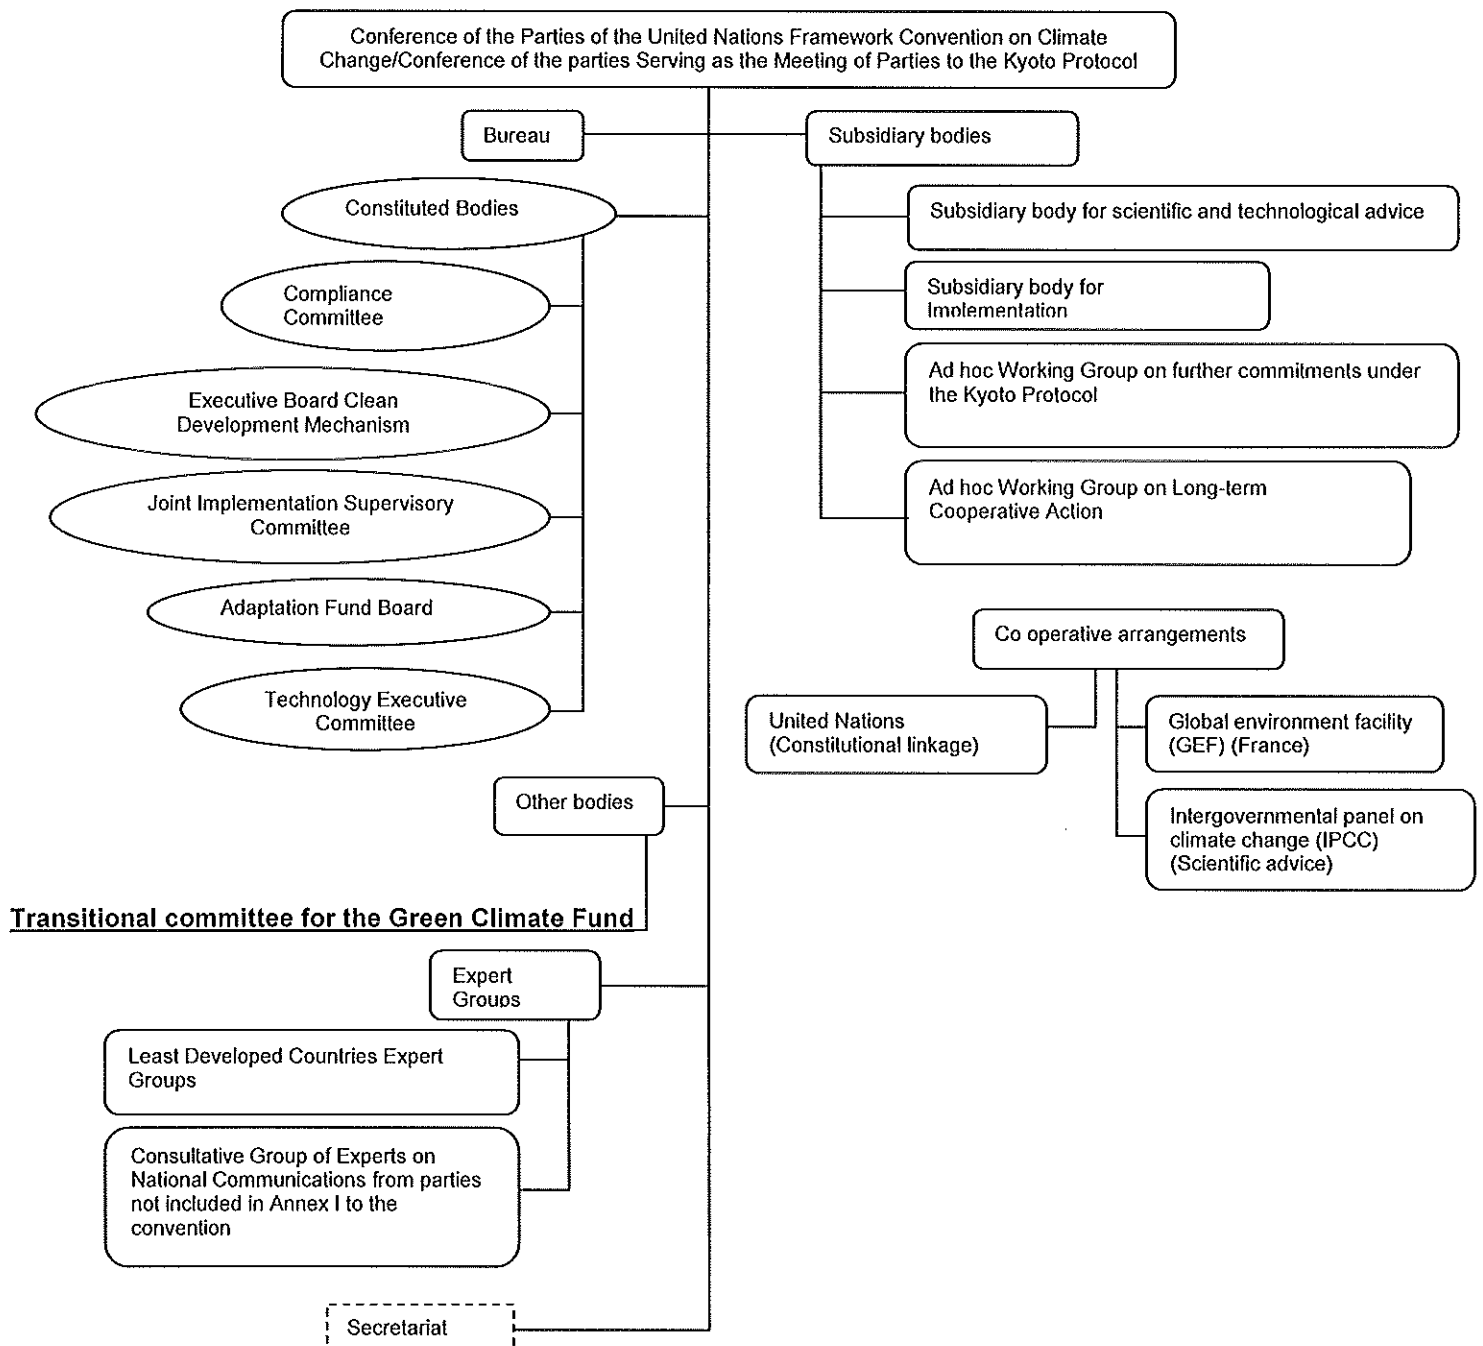 Conference of the Parties of the United Nations Framework Convention on Climate
Change/Conference of the parties Serving as the Meeting of Parties to the Kyoto Protocol
Bureau
Subsidiary bodies
Constituted Bodies
Compliance
Committee
Executive Board Clean
Development Mechanism
Joint Implementation Supervisory
Committee
Adaptation Fund Board
Technology Executive
Committee
Subsidiary body for scientific and technological advice
Subsidiary body for
Implementation
Ad hoc Working Group on further commitments under
the Kyoto Protocol
Ad hoc Working Group on Long-term
Cooperative Action
Co operative arrangements
United Nations
(Constitutional linkage)
Global environment facility
(GEF) (France)
Intergovernmental panel on
climate change (IPCC)
(Scientific advice)
Other bodies
Transitional committee for the Green Climate Fund
Expert
Groups
Least Developed Countries Expert
Groups
Consultative Group of Experts on
National Communications from parties
not included in Annex I to the
convention
Secretariat